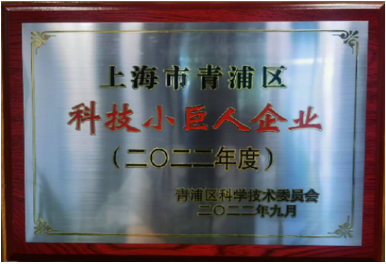 上海市青浦区
科技小巨人企业
(二〇二二年度)
青浦区科学技术委员会
二〇二二年九月